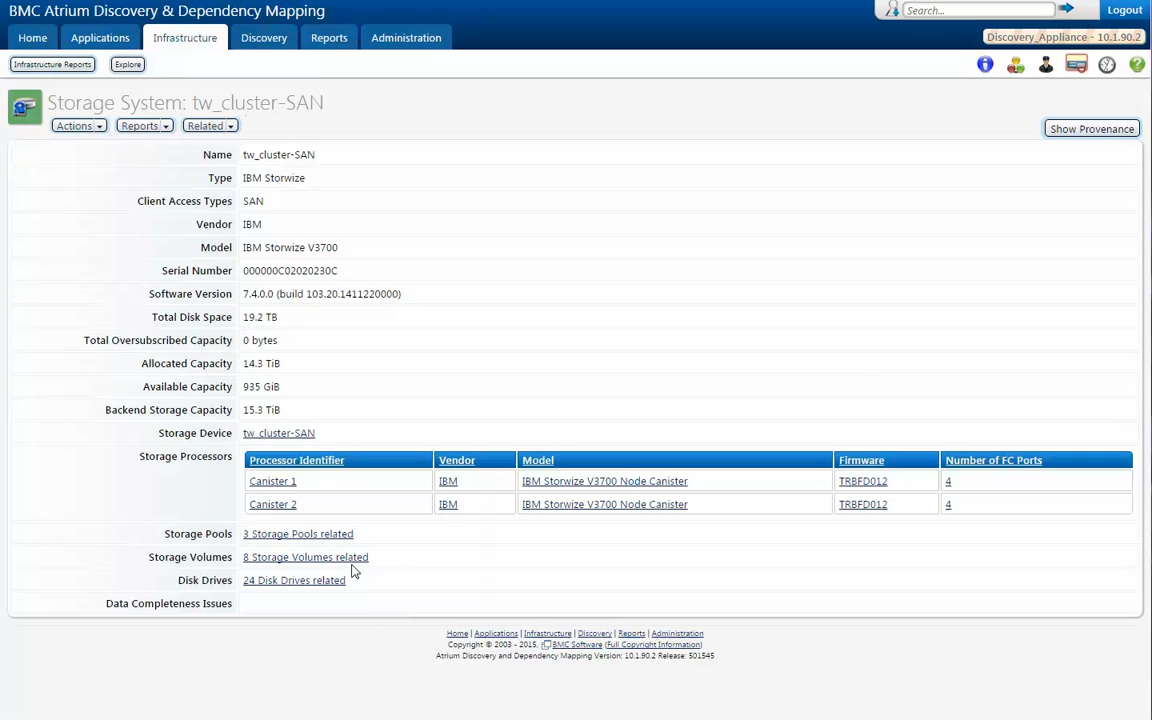 BMC Atrium Discovery & Dependency Mapping
Search...
Logout
Home Applications Infrastructure Discovery Reports Administration
Discovery_Appliance - 10.1.90.2
Infrastructure Reports Explore
Storage System: tw_cluster-SAN
Actions Reports Related
Show Provenance
Name tw_cluster-SAN
Type IBM Storwize
Client Access Types SAN
Vendor IBM
Model IBM Storwize V3700
Serial Number 000000C02020230C
Software Version 7.4.0.0 (build 103.20.1411220000)
Total Disk Space 19.2 TB
Total Oversubscribed Capacity 0 bytes
Allocated Capacity 14.3 TiB
Available Capacity 935 GiB
Backend Storage Capacity 15.3 TiB
Storage Device tw_cluster-SAN
Storage Processors Processor Identifier Vendor Model Firmware Number of FC Ports
Canister 1 IBM IBM Storwize V3700 Node Canister TRBFD012 4
Canister 2 IBM IBM Storwize V3700 Node Canister TRBFD012 4
Storage Pools 3 Storage Pools related
Storage Volumes 8 Storage Volumes related
Disk Drives 24 Disk Drives related
Data Completeness Issues
Home | Applications | Infrastructure | Discovery | Reports | Administration
Copyright © 2003 - 2015, BMC Software (Full Copyright Information)
Atrium Discovery and Dependency Mapping Version: 10.1.90.2 Release: 501545